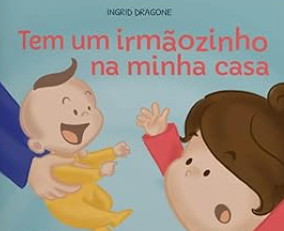 INGRID DRAGONE
Tem um irmãozinho
na minha casa